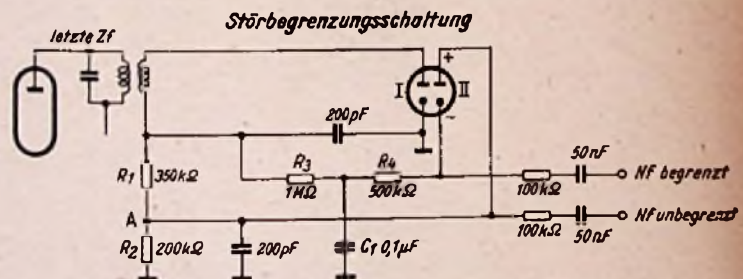 Störbegrenzungsschaltung
letzte Zf
+
I
II
-
200pF
R1 350kΩ
R3
1MΩ
R4
500kΩ
100kΩ
50nF
NF begrenzt
A
100kΩ
50nF
NF unbegrenzt
R2 200kΩ
200pF
C1 0,1µF